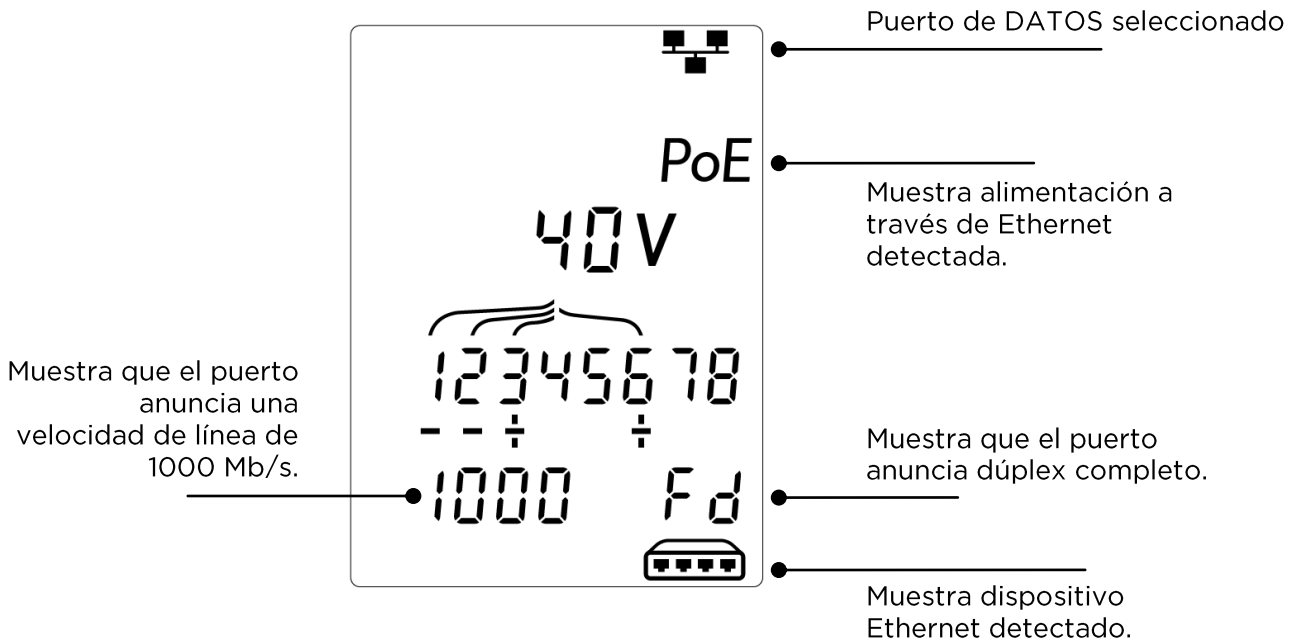 Puerto de DATOS seleccionado
PoE
Muestra alimentación a
través de Ethernet
detectada.
40V
12345678
Muestra que el puerto
anuncia una
velocidad de línea de
1000 Mb/s.
- - ÷ ÷
Muestra que el puerto
anuncia dúplex completo.
1000 Fd
Muestra dispositivo
Ethernet detectado.